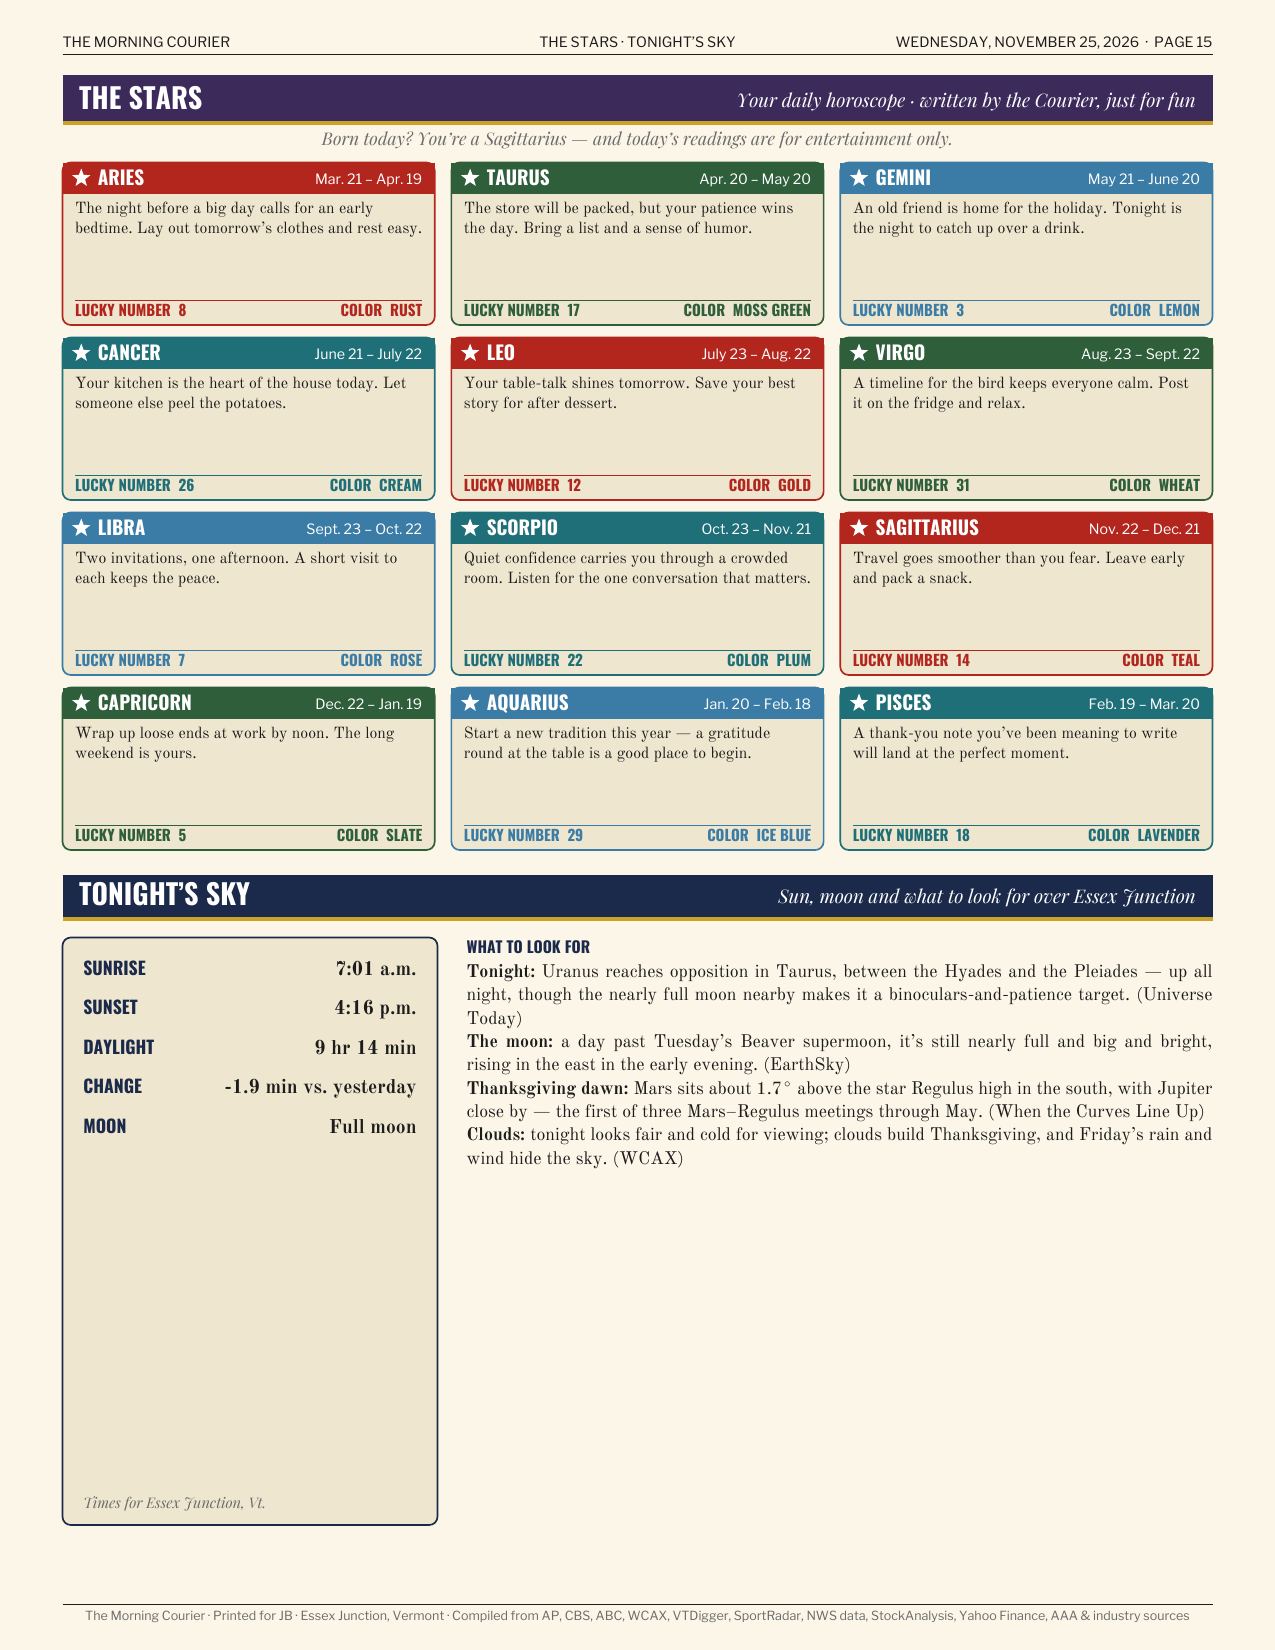 THE MORNING COURIER
THE STARS · TONIGHT'S SKY
WEDNESDAY, NOVEMBER 25, 2026 · PAGE 15
THE STARS
Your daily horoscope · written by the Courier, just for fun
Born today? You're a Sagittarius — and today's readings are for entertainment only.
★ ARIES
Mar. 21 – Apr. 19
The night before a big day calls for an early
bedtime. Lay out tomorrow's clothes and rest easy.
LUCKY NUMBER 8
COLOR RUST
★ TAURUS
Apr. 20 – May 20
The store will be packed, but your patience wins
the day. Bring a list and a sense of humor.
LUCKY NUMBER 17
COLOR MOSS GREEN
★ GEMINI
May 21 – June 20
An old friend is home for the holiday. Tonight is
the night to catch up over a drink.
LUCKY NUMBER 3
COLOR LEMON
★ CANCER
June 21 – July 22
Your kitchen is the heart of the house today. Let
someone else peel the potatoes.
LUCKY NUMBER 26
COLOR CREAM
★ LEO
July 23 – Aug. 22
Your table-talk shines tomorrow. Save your best
story for after dessert.
LUCKY NUMBER 12
COLOR GOLD
★ VIRGO
Aug. 23 – Sept. 22
A timeline for the bird keeps everyone calm. Post
it on the fridge and relax.
LUCKY NUMBER 31
COLOR WHEAT
★ LIBRA
Sept. 23 – Oct. 22
Two invitations, one afternoon. A short visit to
each keeps the peace.
LUCKY NUMBER 7
COLOR ROSE
★ SCORPIO
Oct. 23 – Nov. 21
Quiet confidence carries you through a crowded
room. Listen for the one conversation that matters.
LUCKY NUMBER 22
COLOR PLUM
★ SAGITTARIUS
Nov. 22 – Dec. 21
Travel goes smoother than you fear. Leave early
and pack a snack.
LUCKY NUMBER 14
COLOR TEAL
★ CAPRICORN
Dec. 22 – Jan. 19
Wrap up loose ends at work by noon. The long
weekend is yours.
LUCKY NUMBER 5
COLOR SLATE
★ AQUARIUS
Jan. 20 – Feb. 18
Start a new tradition this year — a gratitude
round at the table is a good place to begin.
LUCKY NUMBER 29
COLOR ICE BLUE
★ PISCES
Feb. 19 – Mar. 20
A thank-you note you've been meaning to write
will land at the perfect moment.
LUCKY NUMBER 18
COLOR LAVENDER
TONIGHT'S SKY
Sun, moon and what to look for over Essex Junction
SUNRISE 7:01 a.m.
SUNSET 4:16 p.m.
DAYLIGHT 9 hr 14 min
CHANGE -1.9 min vs. yesterday
MOON Full moon
Times for Essex Junction, Vt.
WHAT TO LOOK FOR
Tonight: Uranus reaches opposition in Taurus, between the Hyades and the Pleiades — up all
night, though the nearly full moon nearby makes it a binoculars-and-patience target. (Universe
Today)
The moon: a day past Tuesday's Beaver supermoon, it's still nearly full and big and bright,
rising in the east in the early evening. (EarthSky)
Thanksgiving dawn: Mars sits about 1.7° above the star Regulus high in the south, with Jupiter
close by — the first of three Mars–Regulus meetings through May. (When the Curves Line Up)
Clouds: tonight looks fair and cold for viewing; clouds build Thanksgiving, and Friday's rain and
wind hide the sky. (WCAX)
The Morning Courier · Printed for JB · Essex Junction, Vermont · Compiled from AP, CBS, ABC, WCAX, VTDigger, SportRadar, NWS data, StockAnalysis, Yahoo Finance, AAA & industry sources